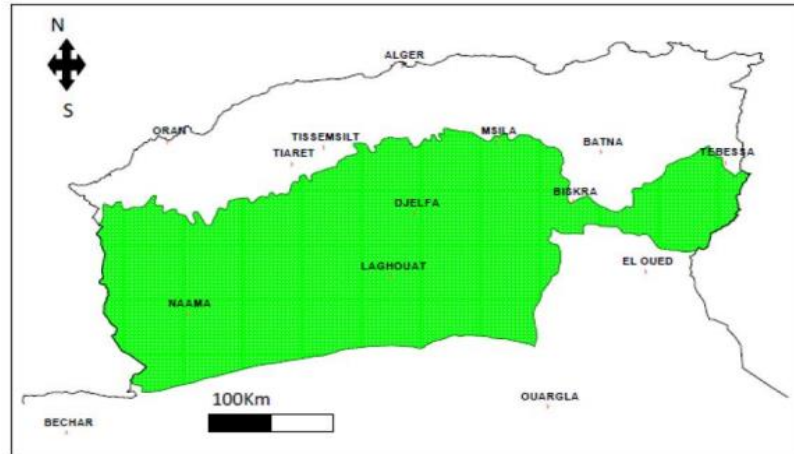 N
ALGER
S
ORAN
TISSEMSILT
MSILA
TIARET
BATNA
TEBESSA
BISKRA
DJELFA
EL OUED
LAGHOUAT
NAAMA
100Km
OUARGLA
BECHAR